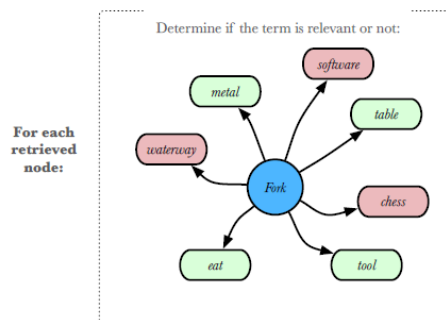 Determine if the term is relevant or not:
For each
retrieved
node:
software
metal
table
waterway
Fork
chess
eat
tool